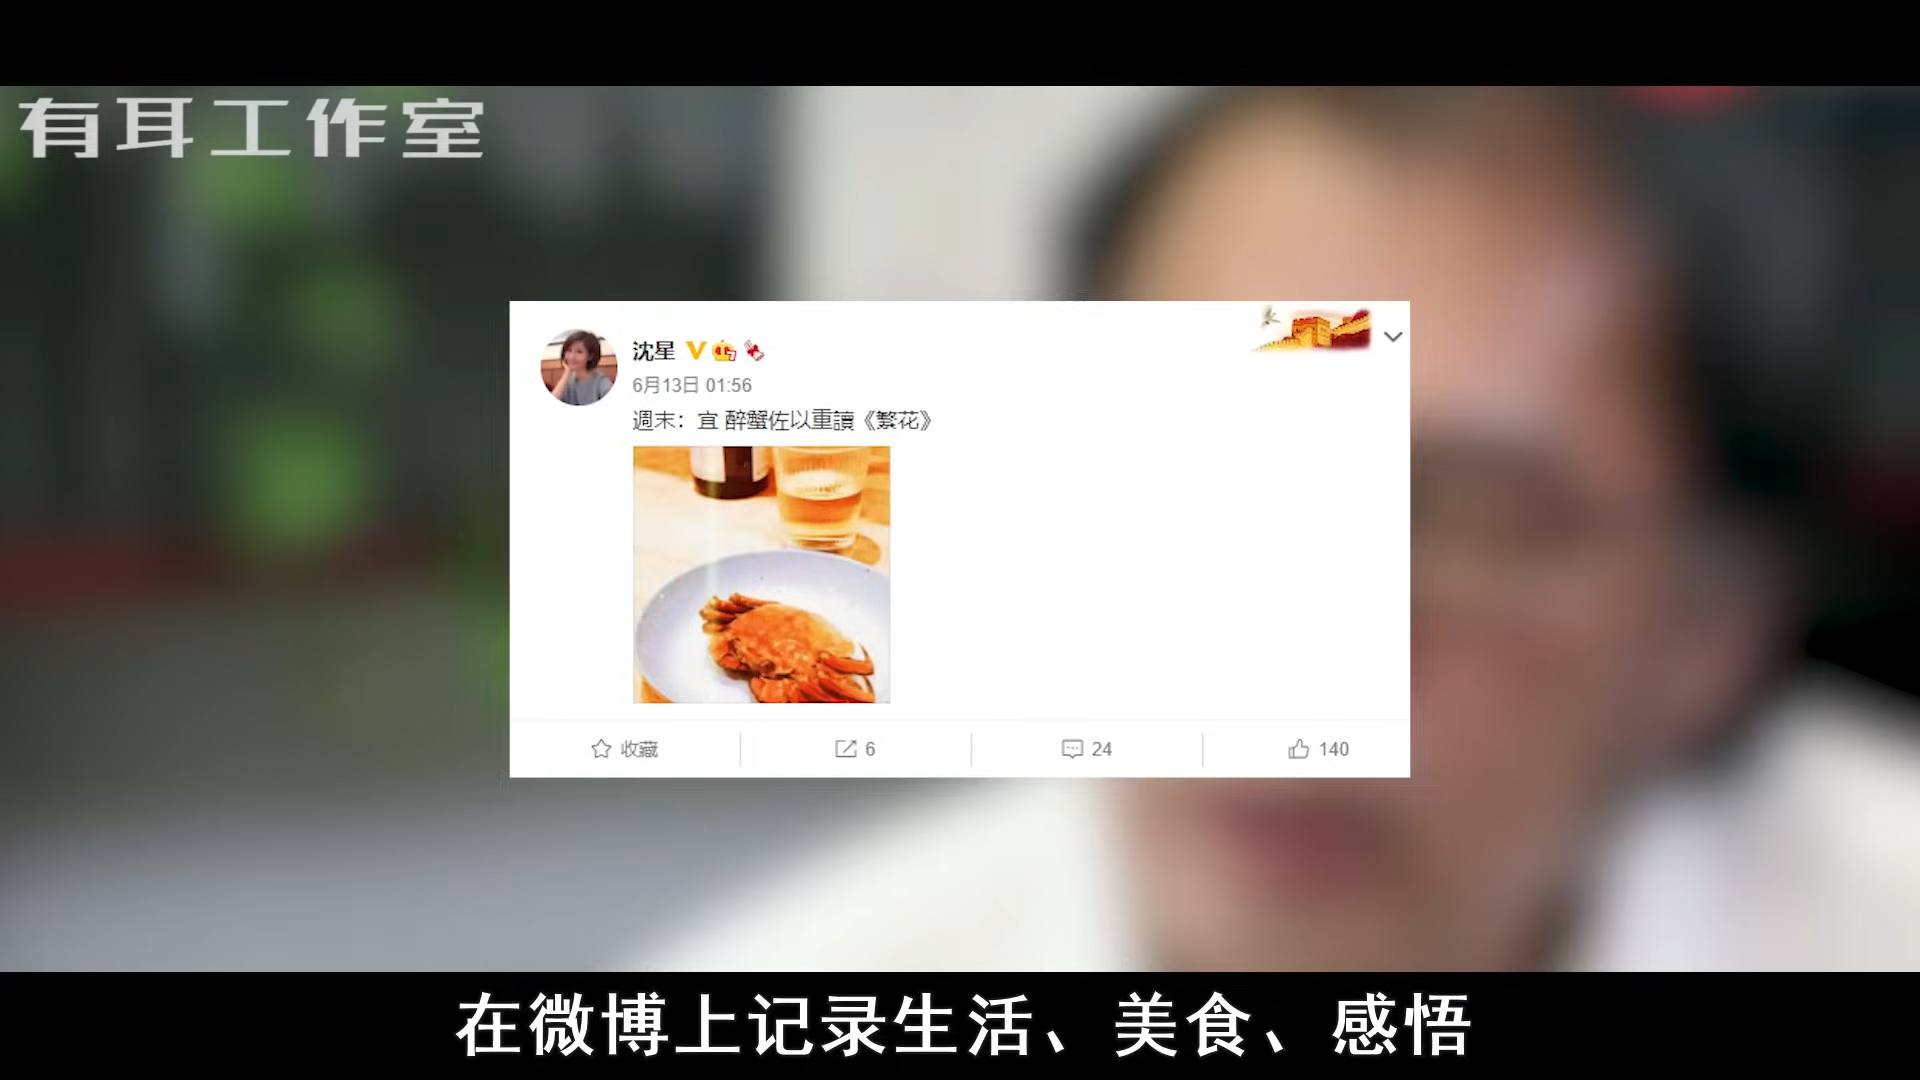 有耳工作室
沈星
6月13日 01:56
週末：宜 醉蟹佐以重讀《繁花》
收藏
6
24
140
在微博上记录生活、美食、感悟